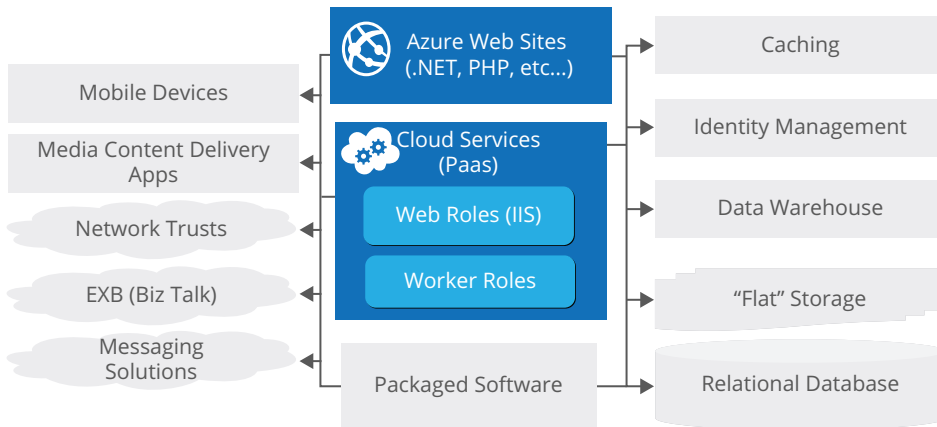 Azure Web Sites
(.NET, PHP, etc...)
Caching
Mobile Devices
Identity Management
Cloud Services
(Paas)
Media Content Delivery
Apps
Web Roles (IIS)
Data Warehouse
Network Trusts
Worker Roles
EXB (Biz Talk)
“Flat” Storage
Messaging
Solutions
Packaged Software
Relational Database